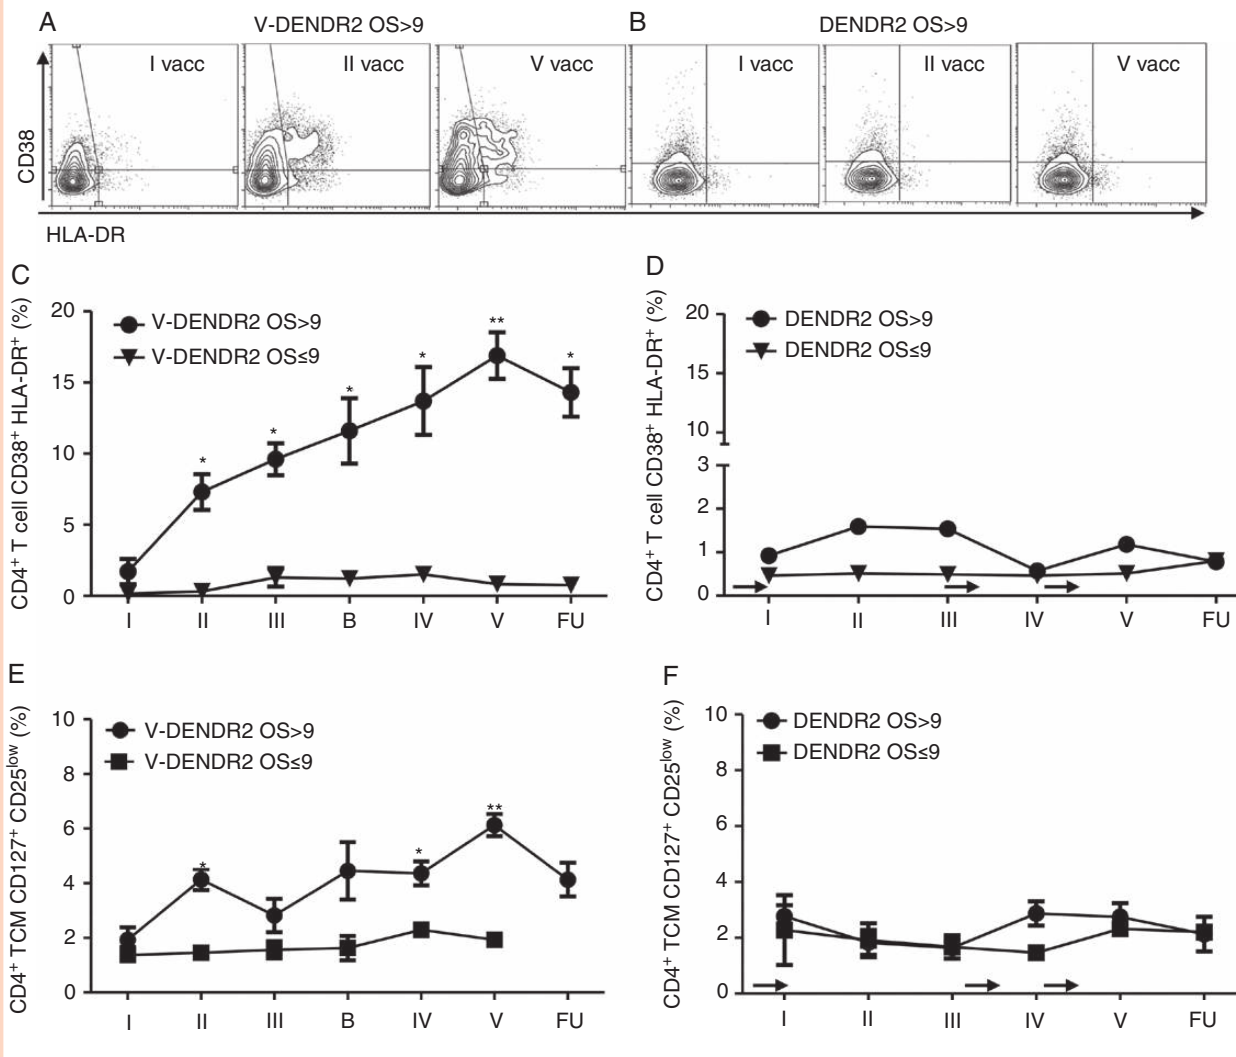 A V-DENDR2 OS>9 B DENDR2 OS>9
I vacc II vacc V vacc I vacc II vacc V vacc
CD38
HLA-DR
C
CD4⁺ T cell CD38⁺ HLA-DR⁺ (%)
V-DENDR2 OS>9
V-DENDR2 OS≤9
20
15
10
5
0
* * * * ** *
I II III B IV V FU
D
CD4⁺ T cell CD38⁺ HLA-DR⁺ (%)
DENDR2 OS>9
DENDR2 OS≤9
20
15
10
3
2
1
0
I II III IV V FU
E
CD4⁺ TCM CD127⁺ CD25ˡᵒʷ (%)
V-DENDR2 OS>9
V-DENDR2 OS≤9
10
8
6
4
2
0
* * **
I II III B IV V FU
F
CD4⁺ TCM CD127⁺ CD25ˡᵒʷ (%)
DENDR2 OS>9
DENDR2 OS≤9
10
8
6
4
2
0
I II III IV V FU